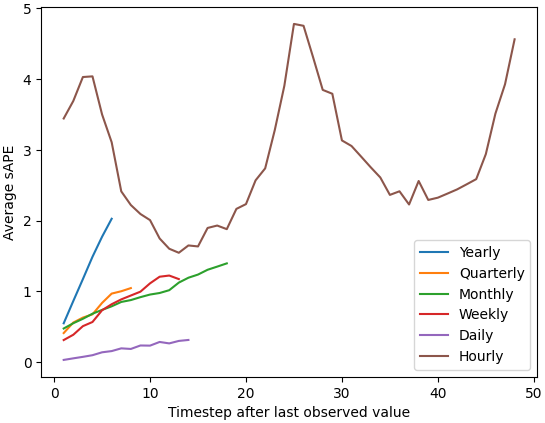 5
4
3
2
1
0
Average sAPE
0 10 20 30 40 50
Timestep after last observed value
Yearly
Quarterly
Monthly
Weekly
Daily
Hourly